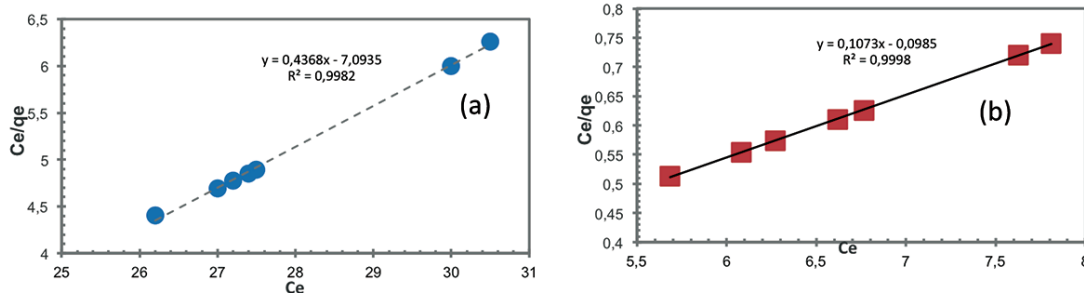 6,5
6
5,5
5
4,5
4
Ce/qe
y = 0,4368x - 7,0935
R² = 0,9982
(a)
25 26 27 28 29 30 31
Ce
0,8
0,75
0,7
0,65
0,6
0,55
0,5
0,45
0,4
Ce/qe
y = 0,1073x - 0,0985
R² = 0,9998
(b)
5,5 6 6,5 7 7,5 8
Ce